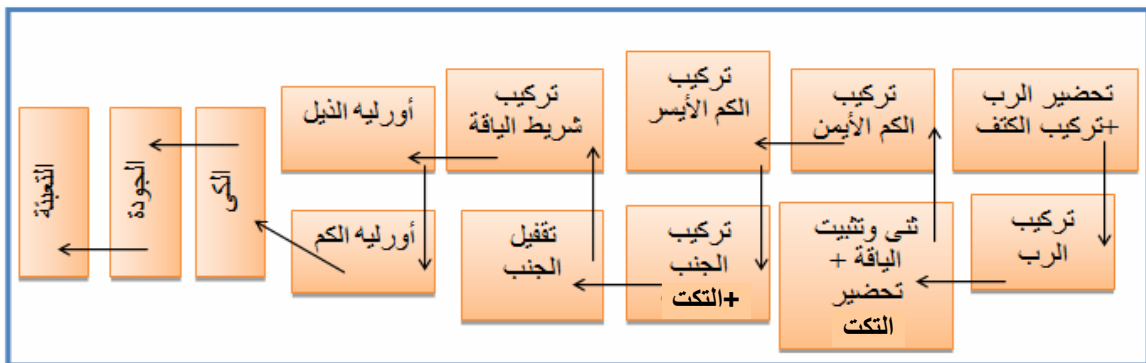 تحضير الرب
+تركيب الكتف
تركيب
الرب
ثنى وتثبيت
الياقة +
تحضير
التكت
تركيب
الكم الأيمن
تركيب
الكم الأيسر
تركيب
الجنب
+التكت
تقفيل
الجنب
تركيب
شريط الياقة
أورليه الذيل
أورليه الكم
الكى
الجودة
التعبئة